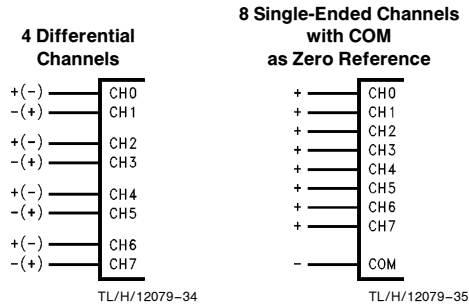 4 Differential
Channels
+(−) CH0
−(+) CH1
+(−) CH2
−(+) CH3
+(−) CH4
−(+) CH5
+(−) CH6
−(+) CH7
TL/H/12079–34
8 Single-Ended Channels
with COM
as Zero Reference
+ CH0
+ CH1
+ CH2
+ CH3
+ CH4
+ CH5
+ CH6
+ CH7
− COM
TL/H/12079–35